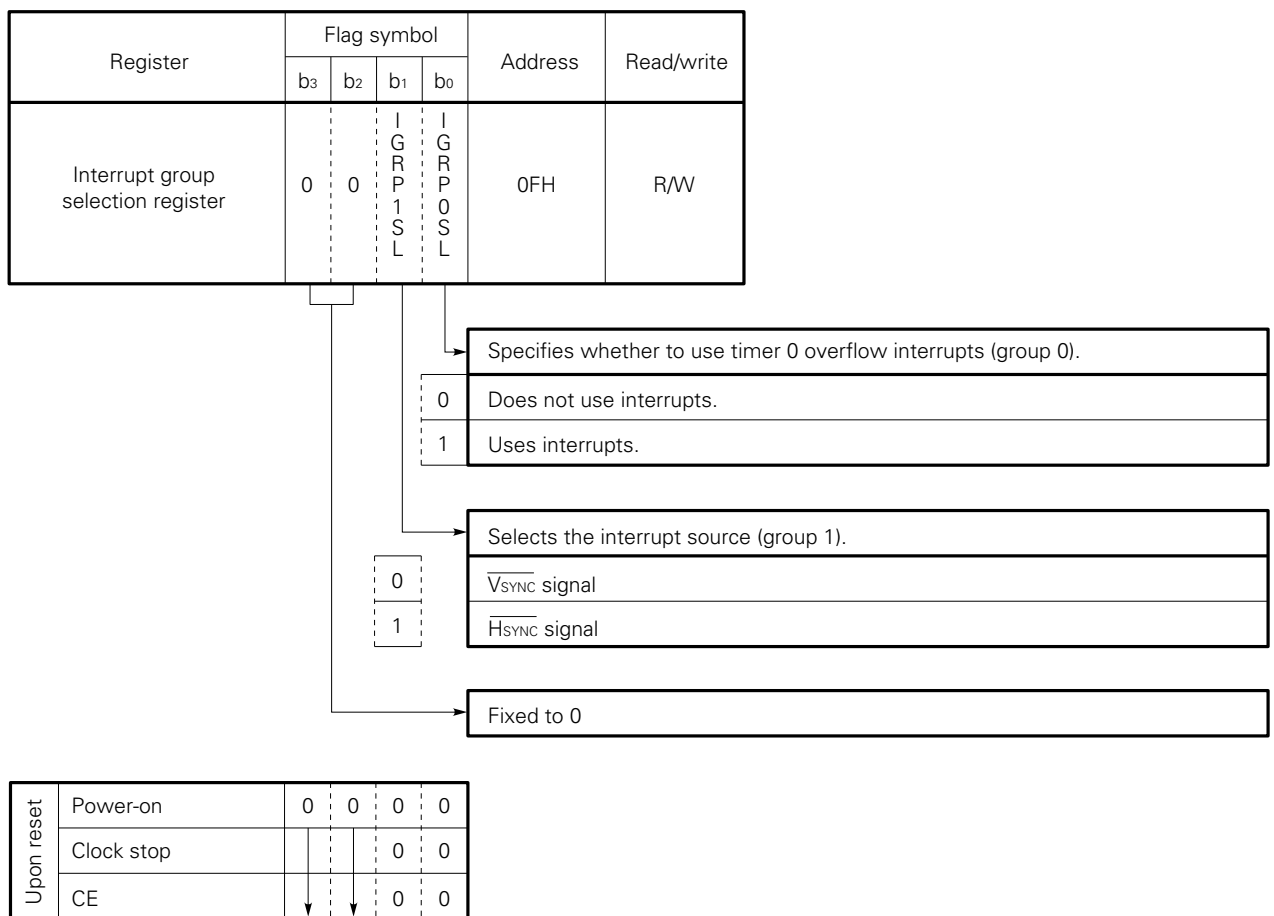 Register
Flag symbol
Address
Read/write
b3 b2 b1 b0
Interrupt group
selection register
0 0
IGRP1SL
IGRP0SL
0FH
R/W
Specifies whether to use timer 0 overflow interrupts (group 0).
0 Does not use interrupts.
1 Uses interrupts.
Selects the interrupt source (group 1).
0 VSYNC signal
1 HSYNC signal
Fixed to 0
Upon reset
Power-on 0 0 0 0
Clock stop 0 0
CE 0 0